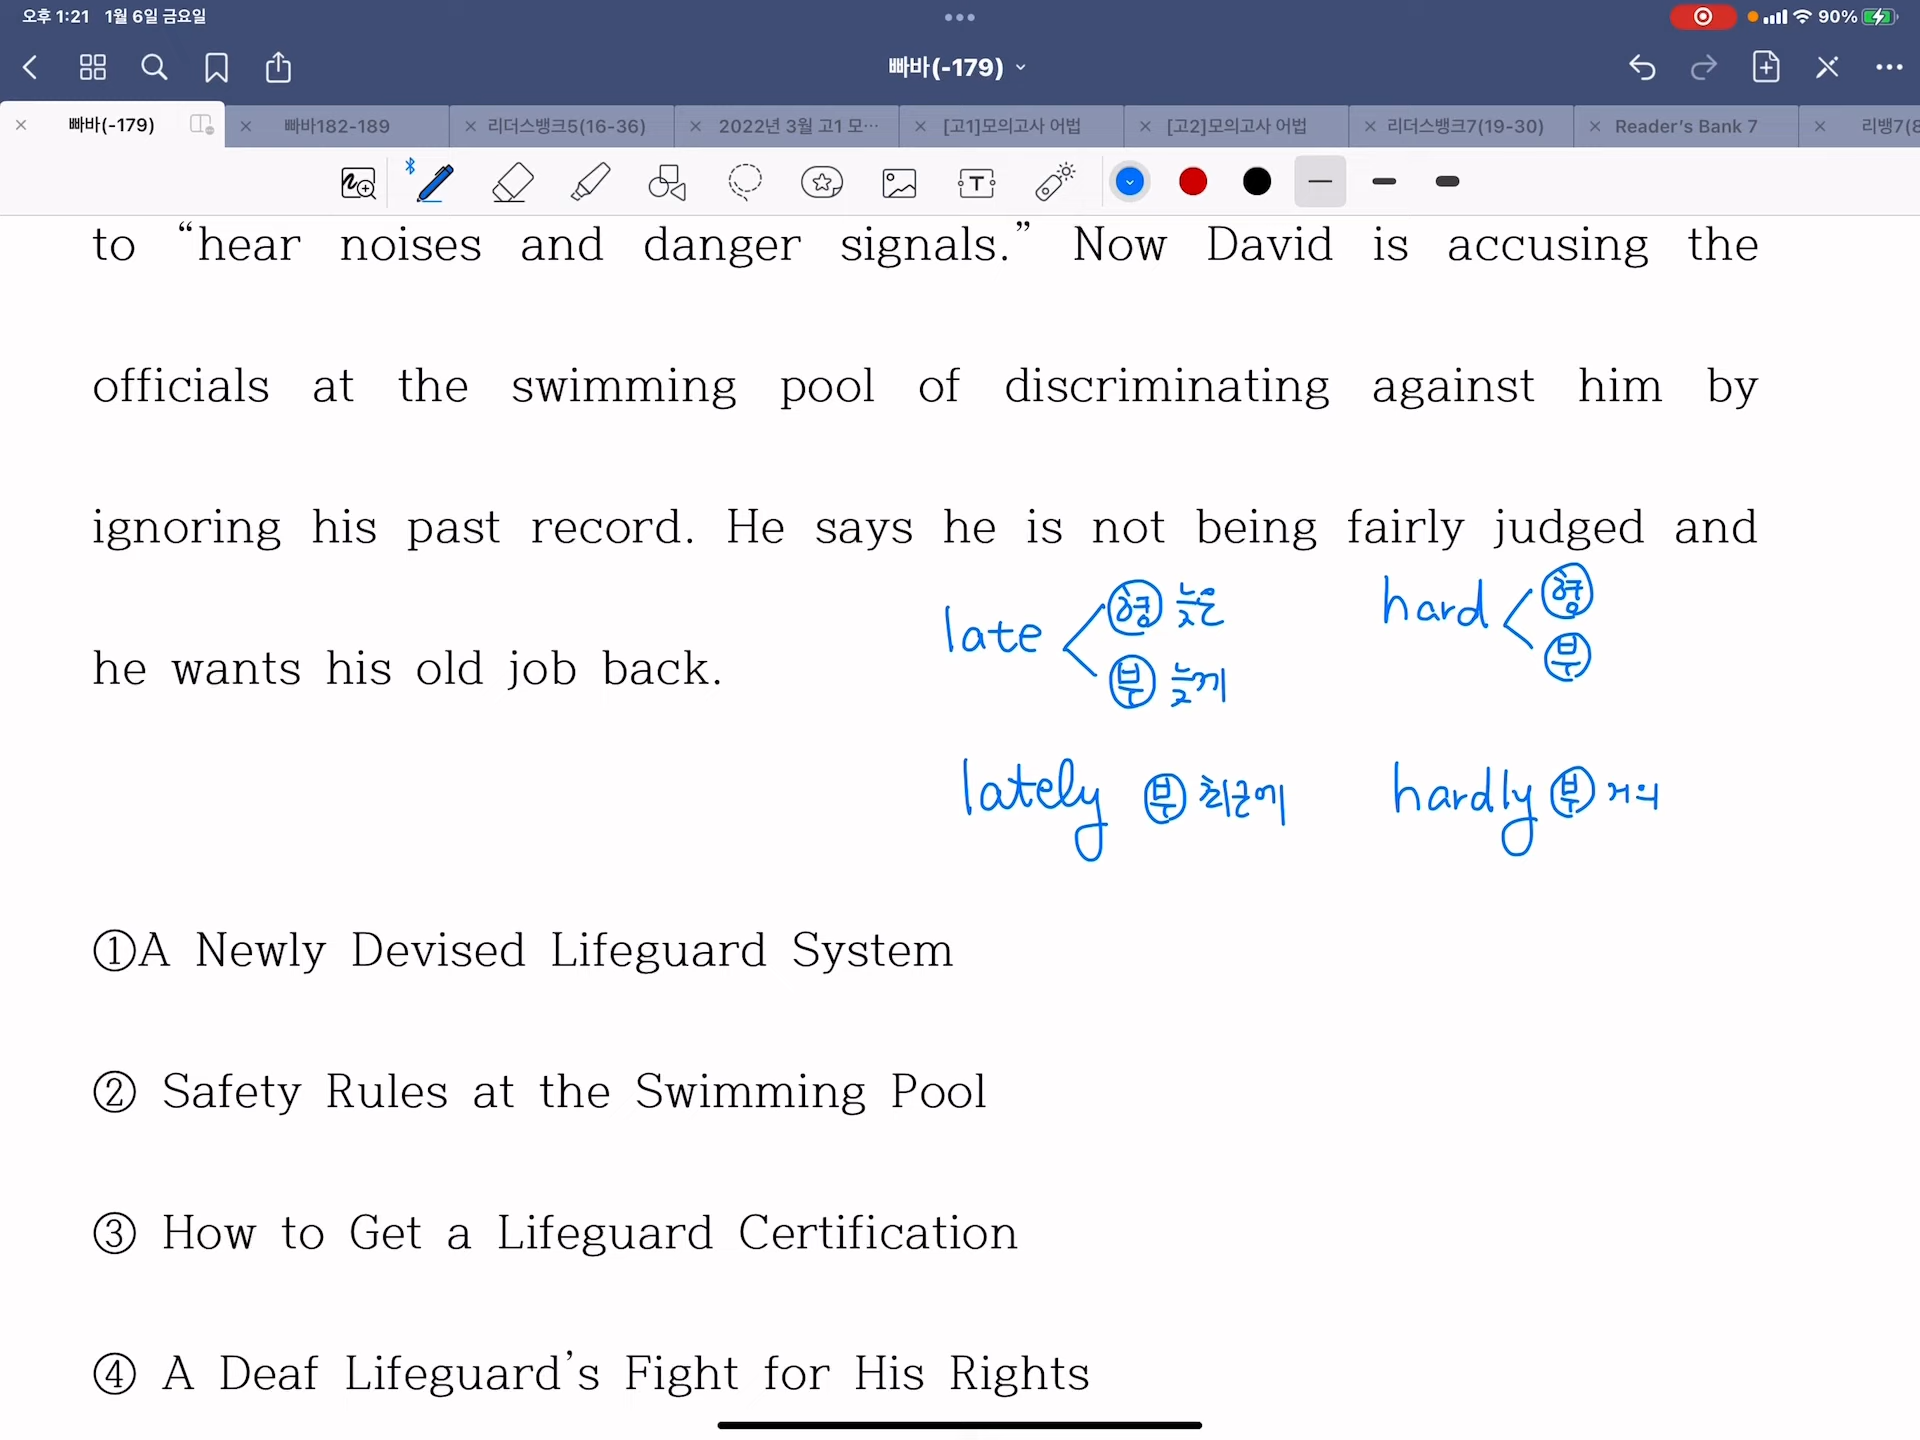 오후 1:21 1월 6일 금요일
90%
빠바(-179)
빠바(-179)
빠바182-189
리더스뱅크5(16-36)
2022년 3월 고1 모…
[고1]모의고사 어법
[고2]모의고사 어법
리더스뱅크7(19-30)
Reader's Bank 7
리뱅7(8
to “hear noises and danger signals.” Now David is accusing the
officials at the swimming pool of discriminating against him by
ignoring his past record. He says he is not being fairly judged and
he wants his old job back.
late 형 늦은
부 늦게
hard 형
부
lately 부 최근에
hardly 부 거의
①A Newly Devised Lifeguard System
② Safety Rules at the Swimming Pool
③ How to Get a Lifeguard Certification
④ A Deaf Lifeguard’s Fight for His Rights